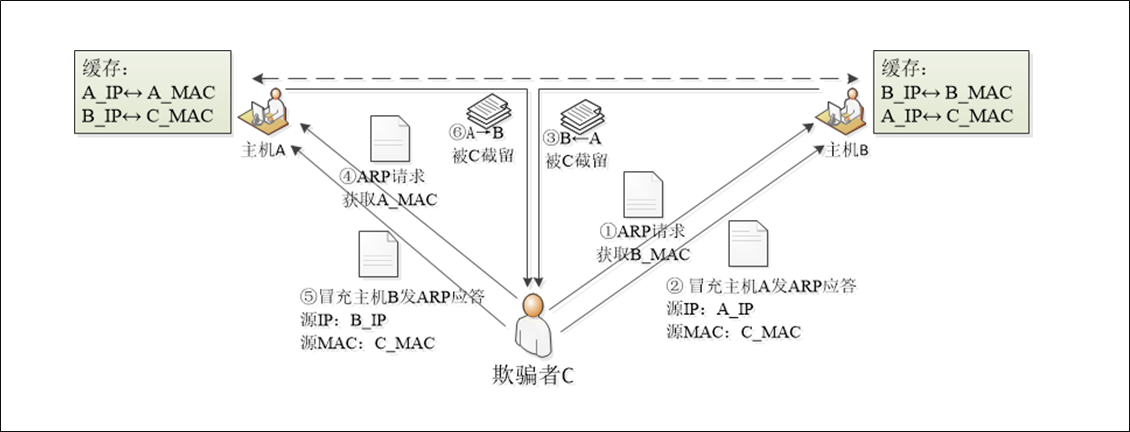 缓存：
A_IP↔ A_MAC
B_IP↔ C_MAC
主机A
缓存：
B_IP↔ B_MAC
A_IP↔ C_MAC
主机B
⑥A→B
被C截留
③B←A
被C截留
④ARP请求
获取A_MAC
①ARP请求
获取B_MAC
⑤冒充主机B发ARP应答
源IP：B_IP
源MAC：C_MAC
② 冒充主机A发ARP应答
源IP：A_IP
源MAC：C_MAC
欺骗者C